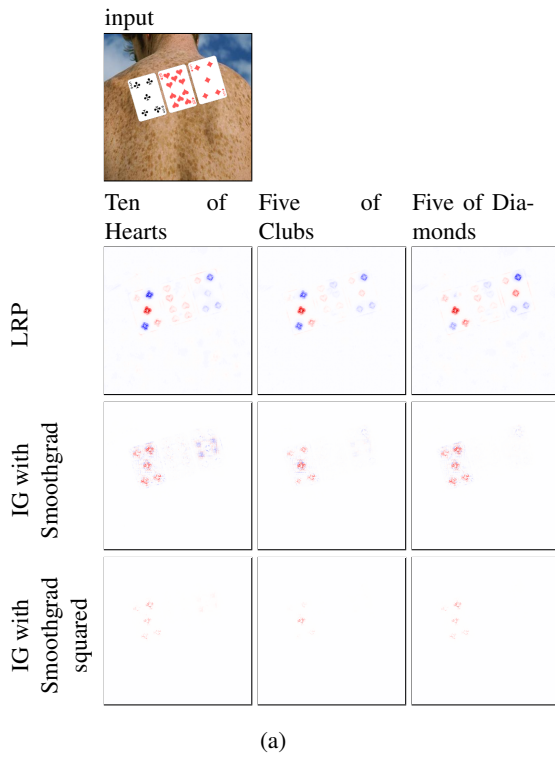 input
Ten of
Hearts
Five of
Clubs
Five of Dia-
monds
LRP
IG with
Smoothgrad
IG with
Smoothgrad
squared
(a)